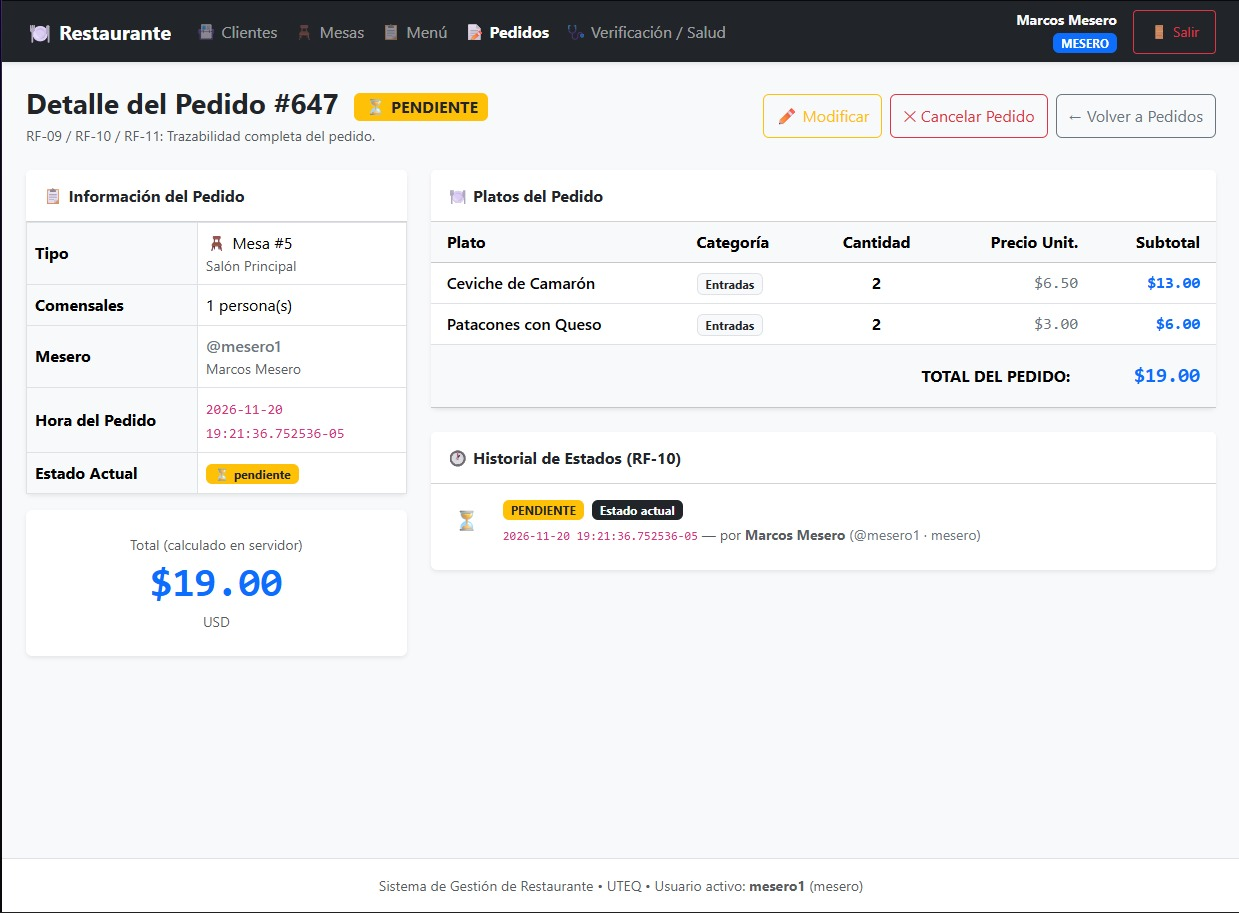 Restaurante Clientes Mesas Menú Pedidos Verificación / Salud Marcos Mesero
MESERO
Salir
Detalle del Pedido #647 PENDIENTE
RF-09 / RF-10 / RF-11: Trazabilidad completa del pedido.
Modificar
× Cancelar Pedido
← Volver a Pedidos
Información del Pedido
Tipo Mesa #5
Salón Principal
Comensales 1 persona(s)
Mesero @mesero1
Marcos Mesero
Hora del Pedido 2026-11-20
19:21:36.752536-05
Estado Actual pendiente
Total (calculado en servidor)
$19.00
USD
Platos del Pedido
Plato Categoría Cantidad Precio Unit. Subtotal
Ceviche de Camarón Entradas 2 $6.50 $13.00
Patacones con Queso Entradas 2 $3.00 $6.00
TOTAL DEL PEDIDO: $19.00
Historial de Estados (RF-10)
PENDIENTE Estado actual
2026-11-20 19:21:36.752536-05 — por Marcos Mesero (@mesero1 · mesero)
Sistema de Gestión de Restaurante • UTEQ • Usuario activo: mesero1 (mesero)